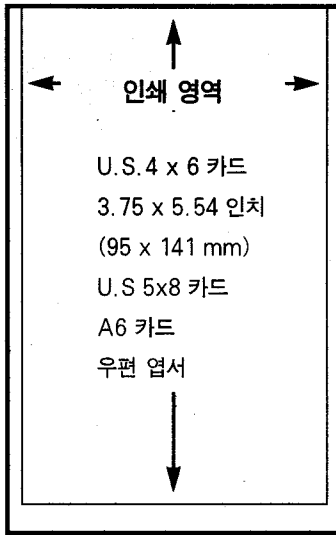 인쇄 영역
U.S.4 x 6 카드
3.75 x 5.54 인치
(95 x 141 mm)
U.S 5x8 카드
A6 카드
우편 엽서